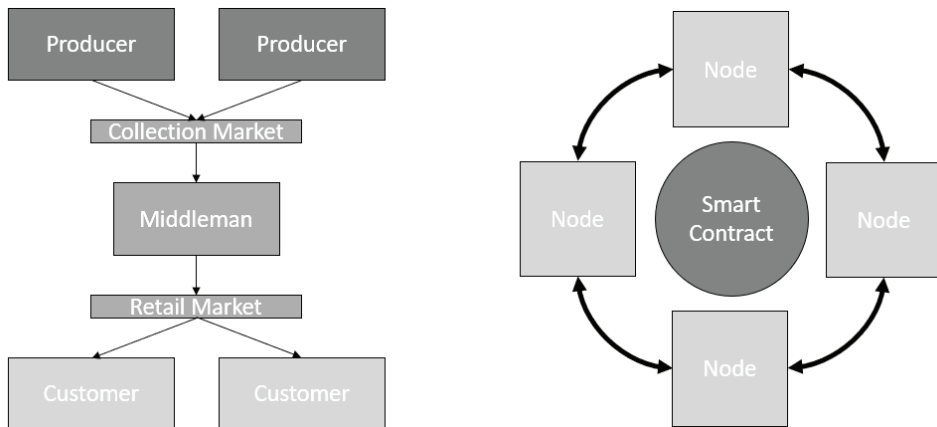 Producer
Producer
Collection Market
Middleman
Retail Market
Customer
Customer
Node
Node
Smart
Contract
Node
Node